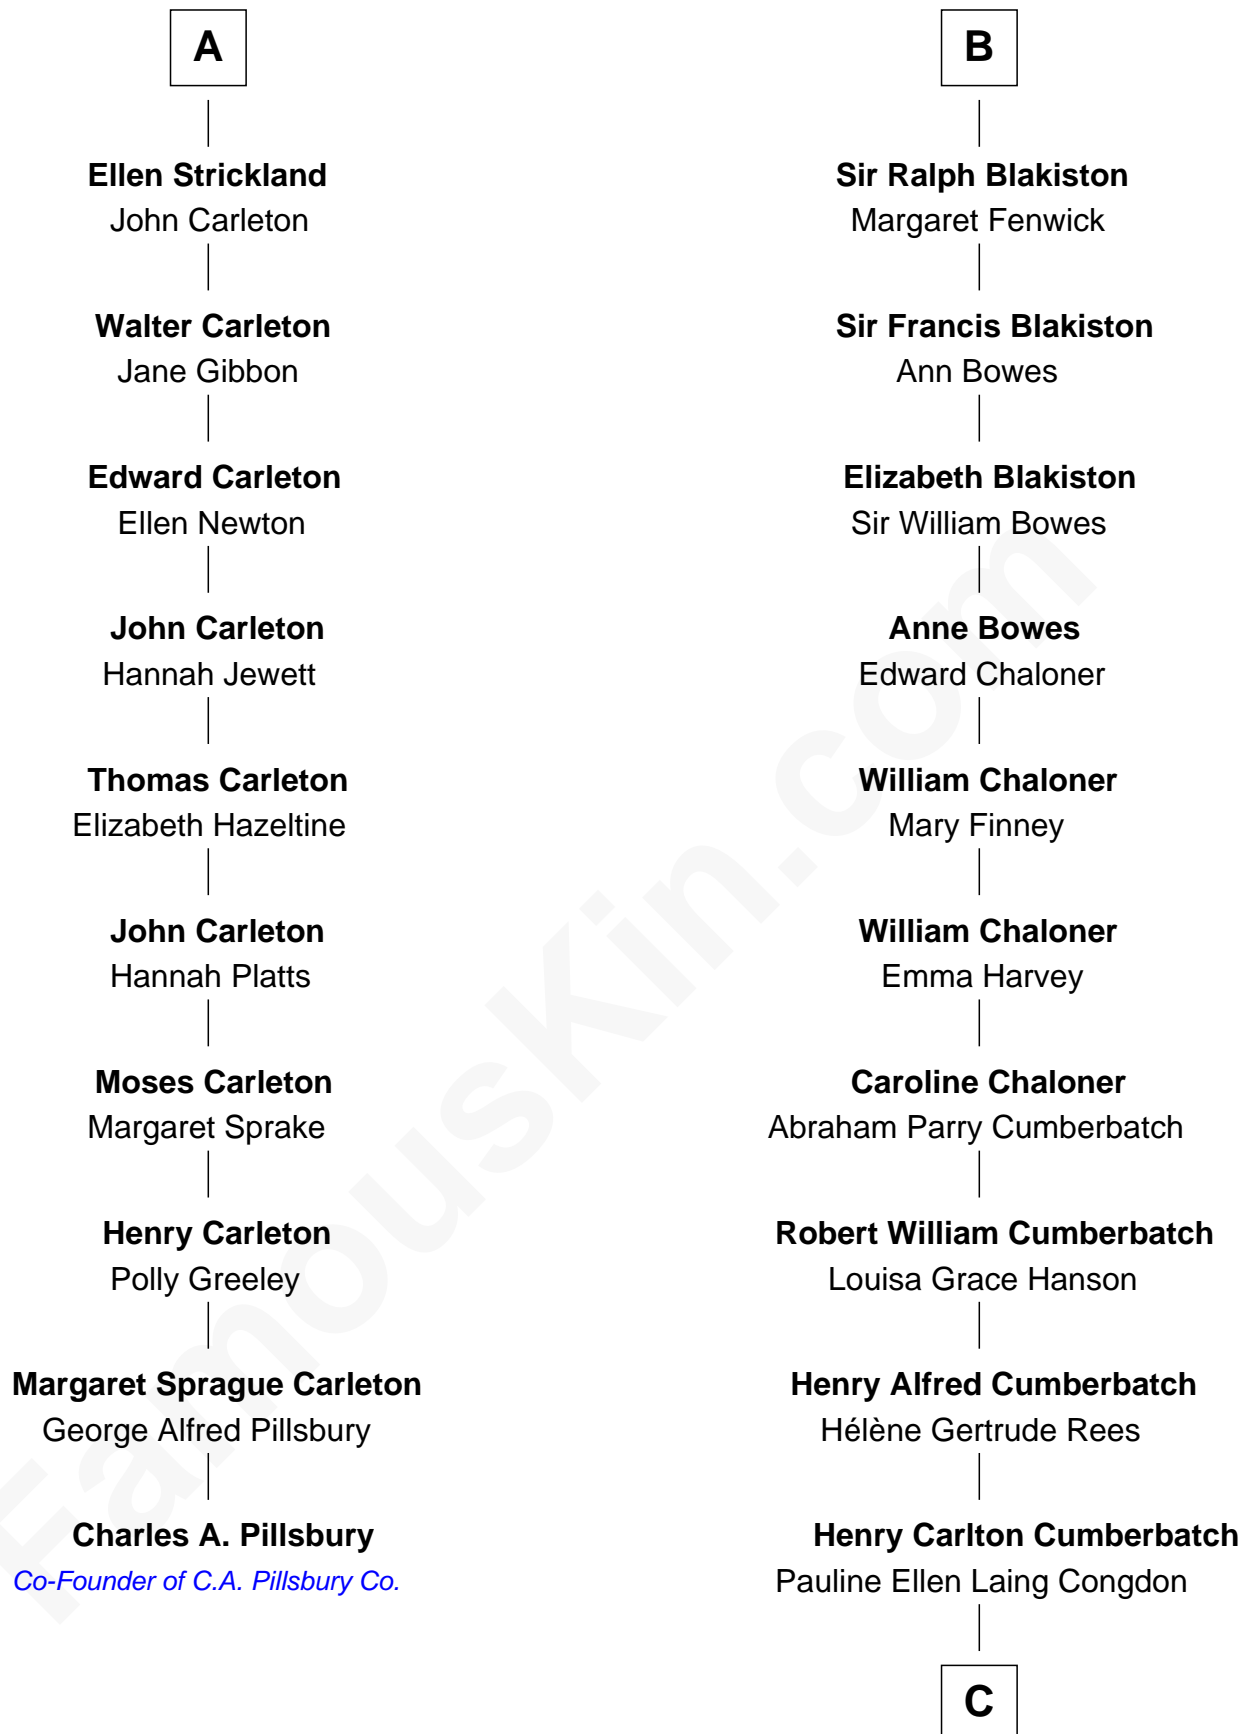 A
Ellen Strickland
John Carleton
Walter Carleton
Jane Gibbon
Edward Carleton
Ellen Newton
John Carleton
Hannah Jewett
Thomas Carleton
Elizabeth Hazeltine
John Carleton
Hannah Platts
Moses Carleton
Margaret Sprake
Henry Carleton
Polly Greeley
Margaret Sprague Carleton
George Alfred Pillsbury
Charles A. Pillsbury
Co-Founder of C.A. Pillsbury Co.
B
Sir Ralph Blakiston
Margaret Fenwick
Sir Francis Blakiston
Ann Bowes
Elizabeth Blakiston
Sir William Bowes
Anne Bowes
Edward Chaloner
William Chaloner
Mary Finney
William Chaloner
Emma Harvey
Caroline Chaloner
Abraham Parry Cumberbatch
Robert William Cumberbatch
Louisa Grace Hanson
Henry Alfred Cumberbatch
Hélène Gertrude Rees
Henry Carlton Cumberbatch
Pauline Ellen Laing Congdon
C
FamousKin.com